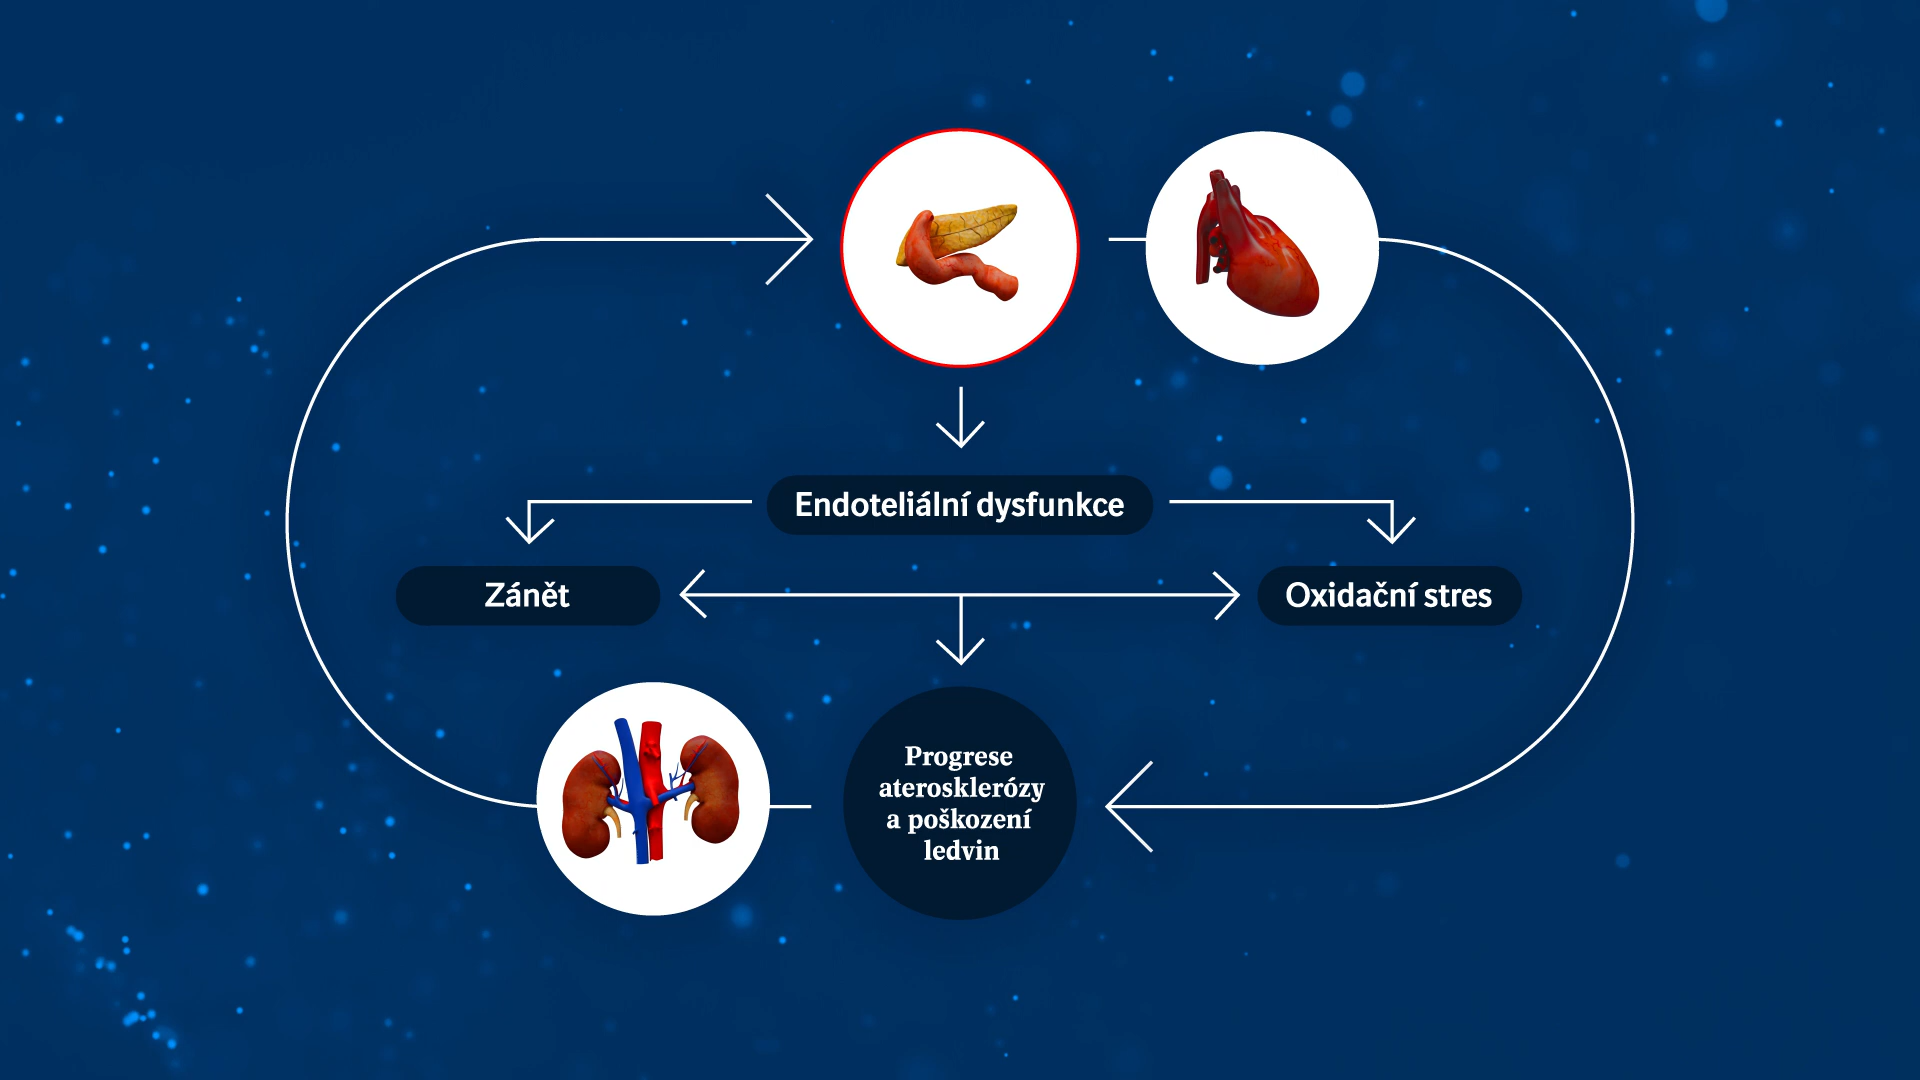 Endoteliální dysfunkce
Zánět
Oxidační stres
Progrese
aterosklerózy
a poškození
ledvin